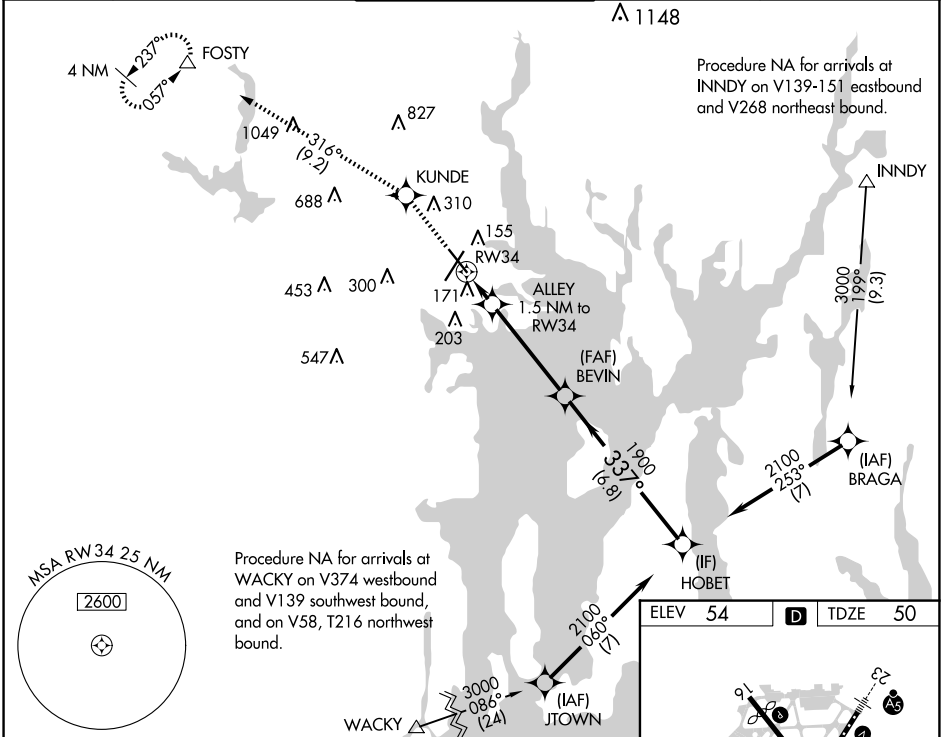 1148
Procedure NA for arrivals at
INNDY on V139-151 eastbound
and V268 northeast bound.
4 NM
237°
057°
FOSTY
1049
316°
(9.2)
827
KUNDE
688
310
INNDY
155
RW34
453
300
171
ALLEY
1.5 NM to
RW34
203
3000
199°
(9.3)
547
(FAF)
BEVIN
1900
337°
(6.8)
2100
253°
(7)
(IAF)
BRAGA
(IF)
HOBET
MSA RW34 25 NM
2600
Procedure NA for arrivals at
WACKY on V374 westbound
and V139 southwest bound,
and on V58, T216 northwest
bound.
2100
060°
(7)
(IAF)
JTOWN
WACKY
3000
086°
(24)
ELEV 54
D
TDZE 50
16
23
A5